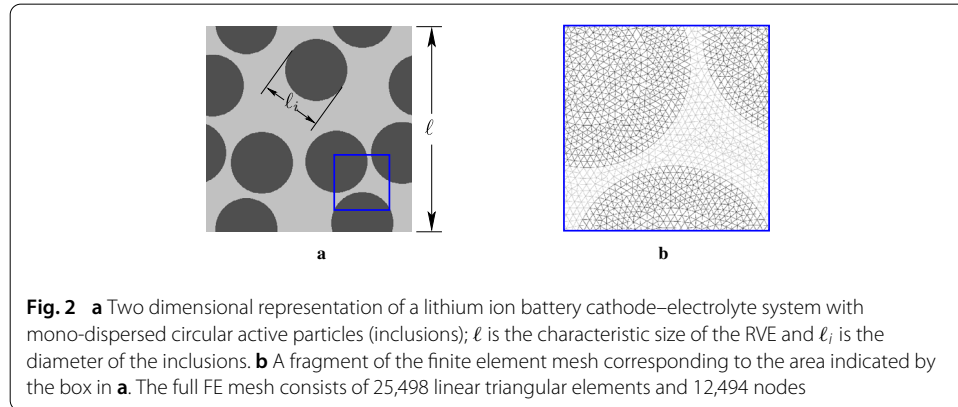 ℓi
ℓ
a
b
Fig. 2 a Two dimensional representation of a lithium ion battery cathode–electrolyte system with
mono-dispersed circular active particles (inclusions); ℓ is the characteristic size of the RVE and ℓi is the
diameter of the inclusions. b A fragment of the finite element mesh corresponding to the area indicated by
the box in a. The full FE mesh consists of 25,498 linear triangular elements and 12,494 nodes